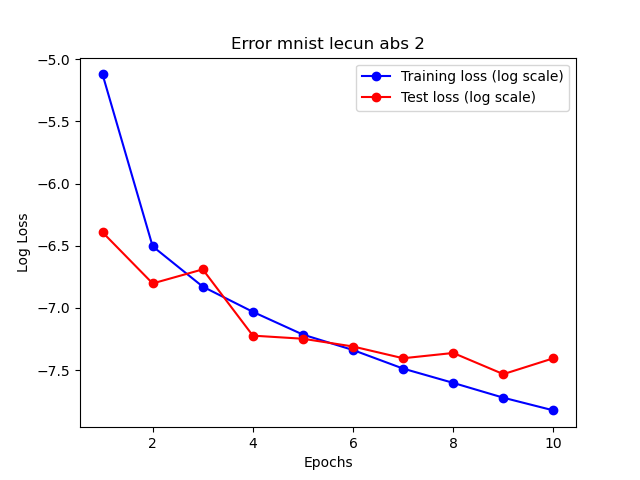 Error mnist lecun abs 2
Training loss (log scale)
Test loss (log scale)
Log Loss
−5.0
−5.5
−6.0
−6.5
−7.0
−7.5
2
4
6
8
10
Epochs